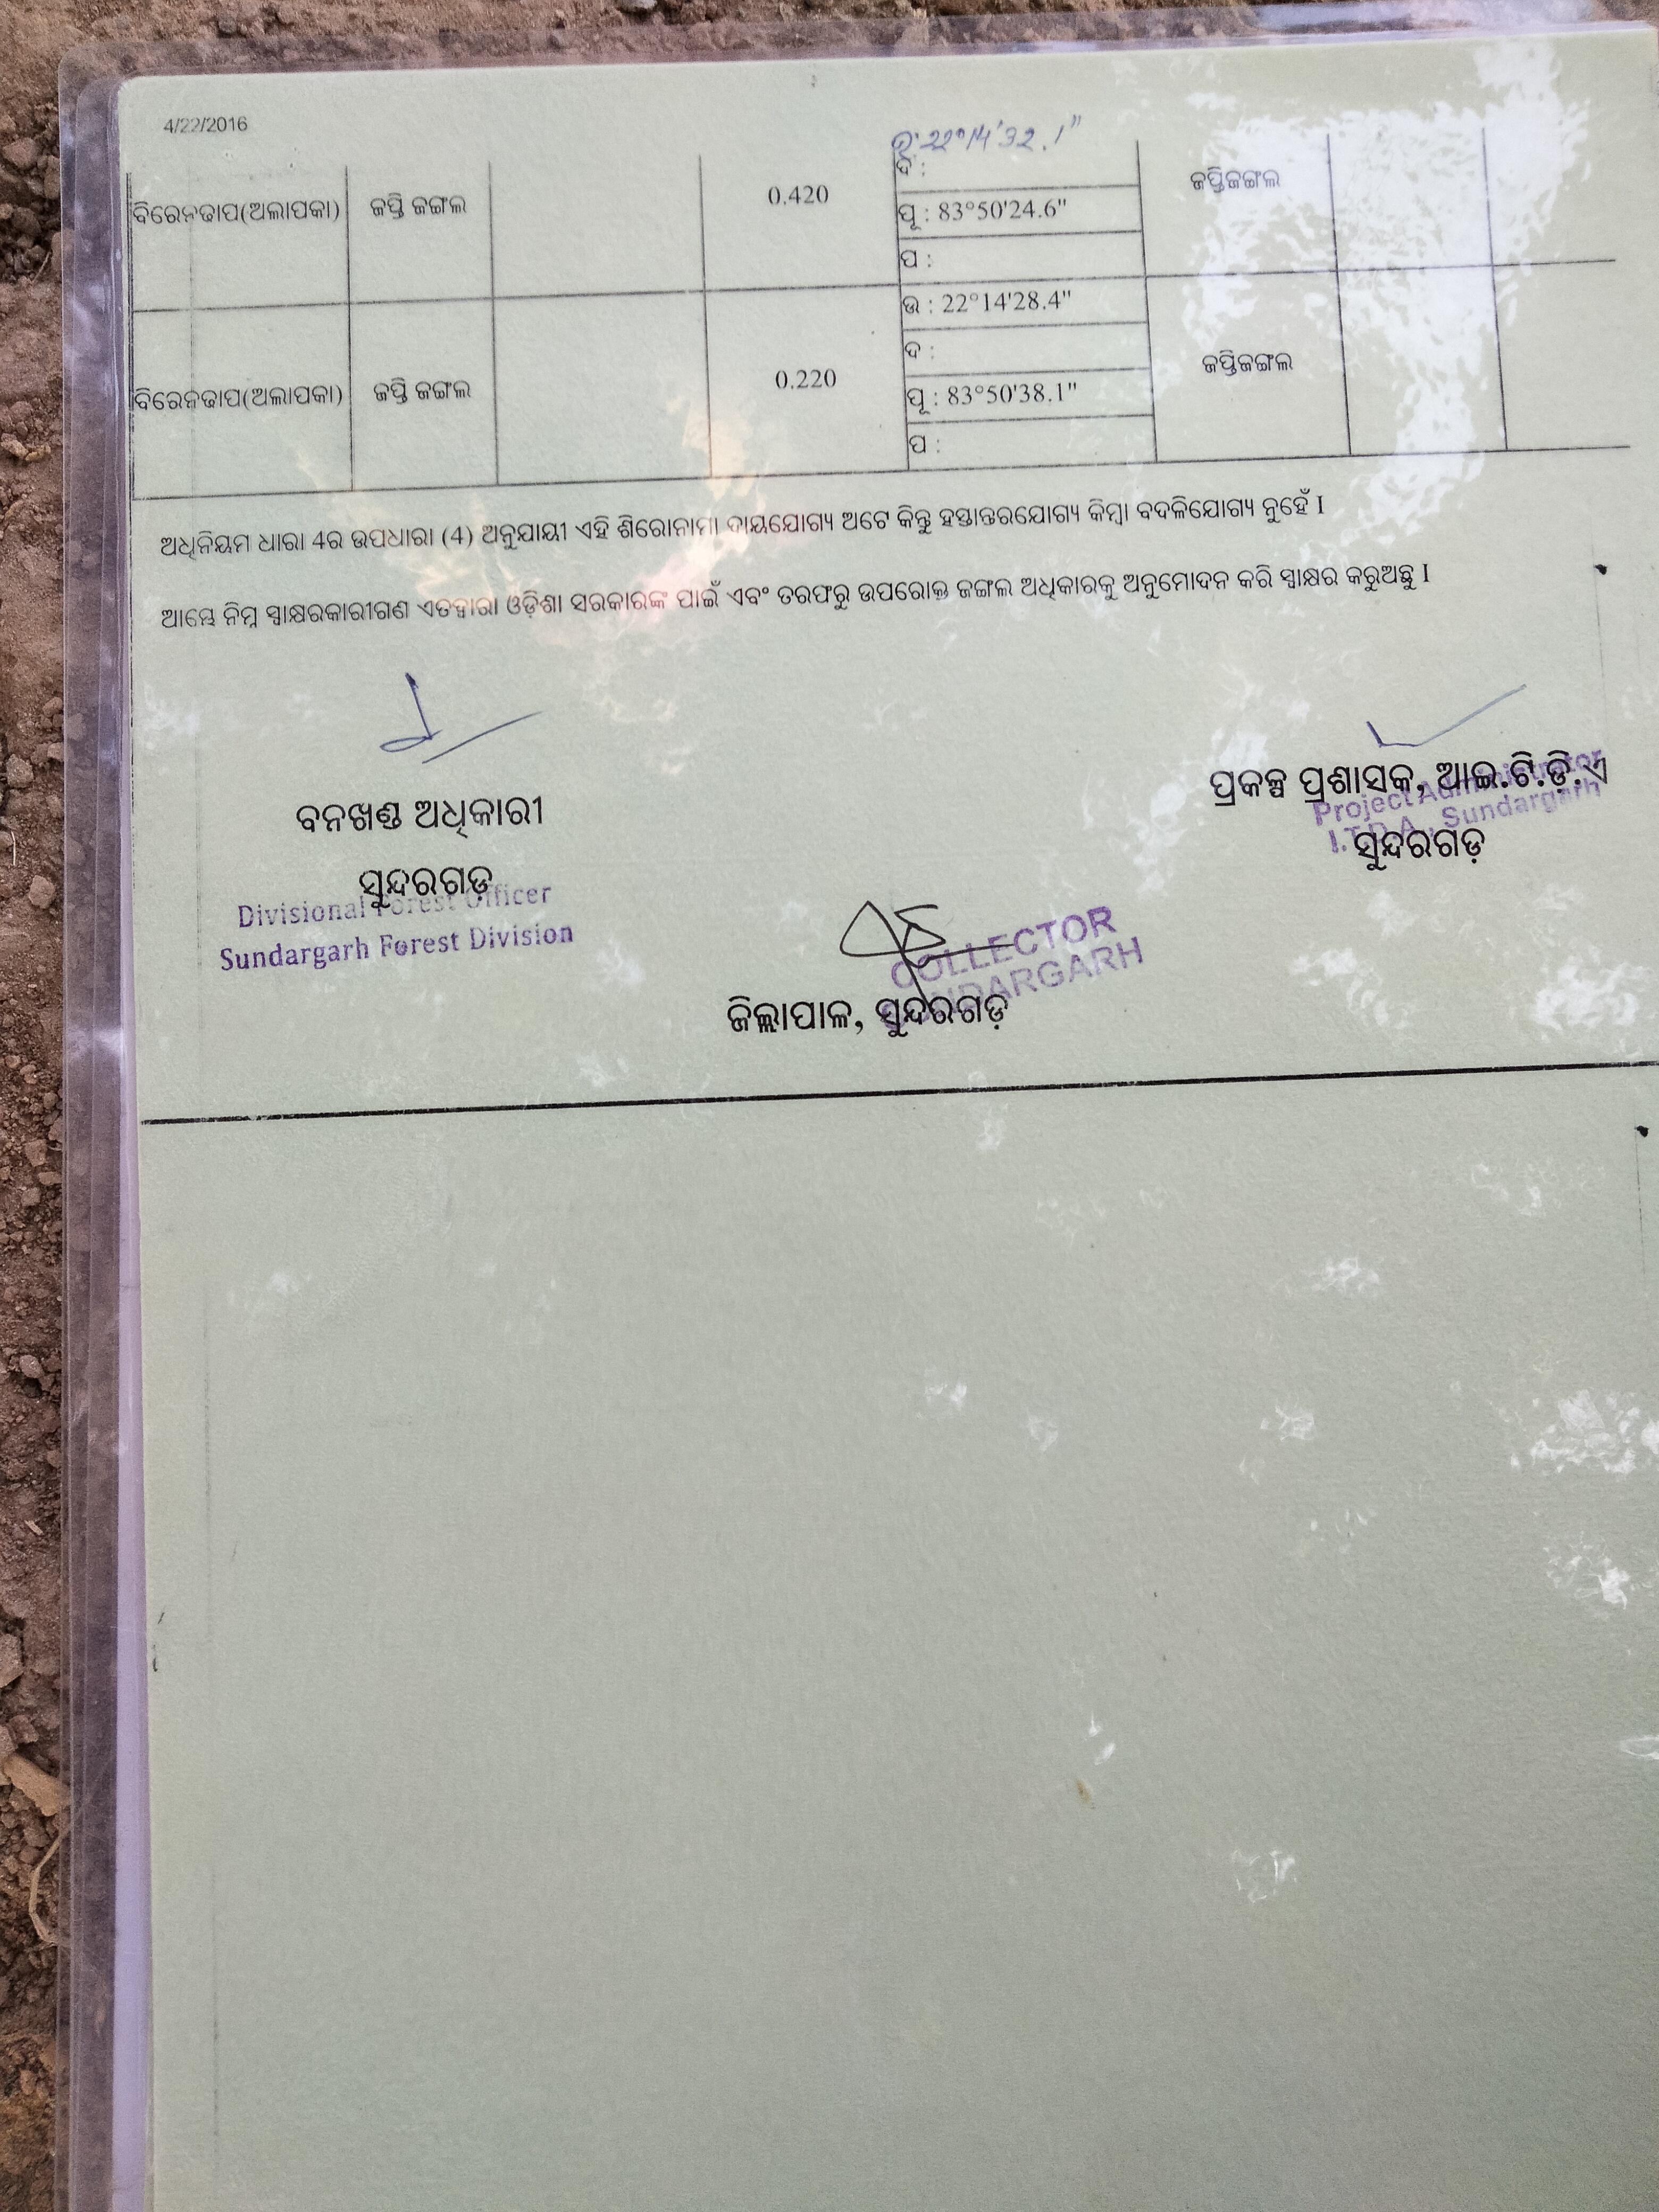 4/22/2016
ଉ: 22°14'32.1"
ଦ :
ବିରେନଢାପ(ଅଲାପକା) ଜପ୍ତି ଜଙ୍ଗଲ 0.420 ପୂ : 83°50'24.6" ଜପ୍ତିଜଙ୍ଗଲ
ପ :
ଉ : 22°14'28.4"
ଦ :
ବିରେନଢାପ(ଅଲାପକା) ଜପ୍ତି ଜଙ୍ଗଲ 0.220 ପୂ : 83°50'38.1" ଜପ୍ତିଜଙ୍ଗଲ
ପ :
ଅଧିନିୟମ ଧାରା 4ର ଉପଧାରା (4) ଅନୁଯାୟୀ ଏହି ଶିରୋନାମା ଦାୟଯୋଗ୍ୟ ଅଟେ କିନ୍ତୁ ହସ୍ତାନ୍ତରଯୋଗ୍ୟ କିମ୍ବା ବଦଳିଯୋଗ୍ୟ ନୁହେଁ I
ଆମ୍ଭେ ନିମ୍ନ ସ୍ୱାକ୍ଷରକାରୀଗଣ ଏତଦ୍ୱାରା ଓଡ଼ିଶା ସରକାରଙ୍କ ପାଇଁ ଏବଂ ତରଫରୁ ଉପରୋକ୍ତ ଜଙ୍ଗଲ ଅଧିକାରକୁ ଅନୁମୋଦନ କରି ସ୍ୱାକ୍ଷର କରୁଅଛୁ I
ବନଖଣ୍ଡ ଅଧିକାରୀ
ସୁନ୍ଦରଗଡ଼
Divisional Forest Officer
Sundargarh Forest Division
ପ୍ରକଳ୍ପ ପ୍ରଶାସକ, ଆଇ.ଟି.ଡ଼ି.ଏ
Project Administrator
I.T.D.A., Sundargarh
ସୁନ୍ଦରଗଡ଼
COLLECTOR
SUNDARGARH
ଜିଲ୍ଲାପାଳ, ସୁନ୍ଦରଗଡ଼